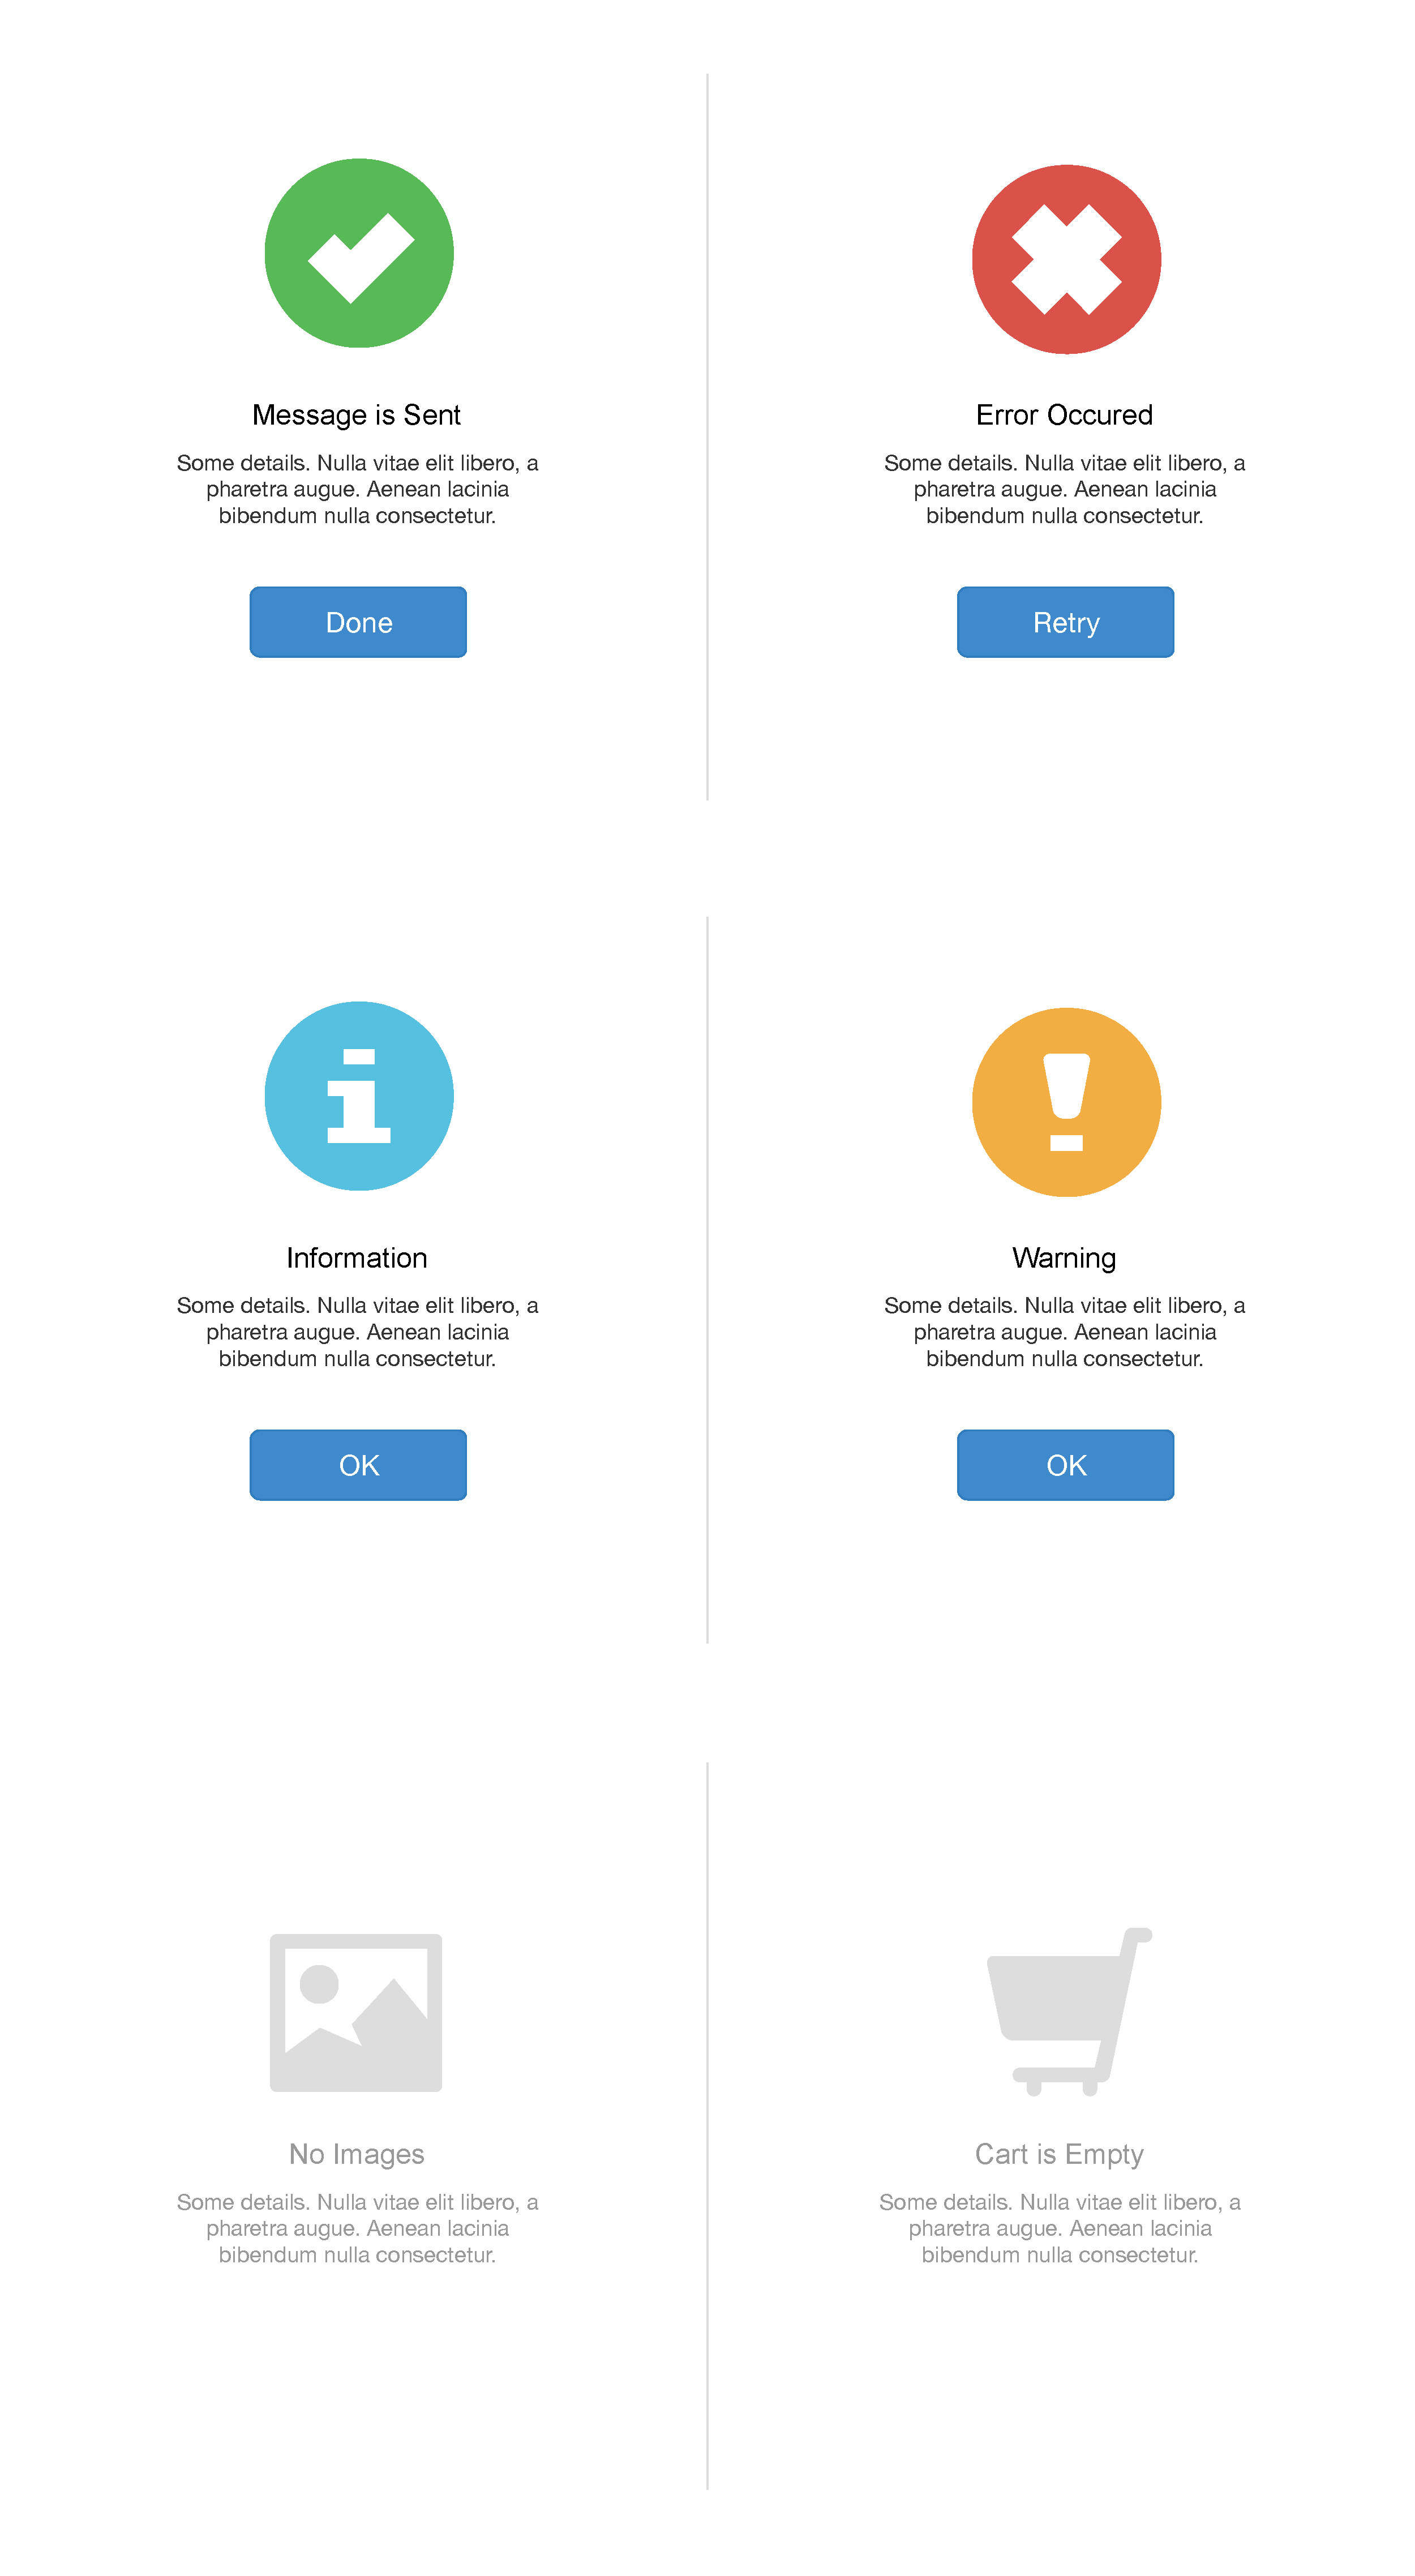 Message is Sent
Some details. Nulla vitae elit libero, a
pharetra augue. Aenean lacinia
bibendum nulla consectetur.
Done
Error Occured
Some details. Nulla vitae elit libero, a
pharetra augue. Aenean lacinia
bibendum nulla consectetur.
Retry
Information
Some details. Nulla vitae elit libero, a
pharetra augue. Aenean lacinia
bibendum nulla consectetur.
OK
Warning
Some details. Nulla vitae elit libero, a
pharetra augue. Aenean lacinia
bibendum nulla consectetur.
OK
No Images
Some details. Nulla vitae elit libero, a
pharetra augue. Aenean lacinia
bibendum nulla consectetur.
Cart is Empty
Some details. Nulla vitae elit libero, a
pharetra augue. Aenean lacinia
bibendum nulla consectetur.